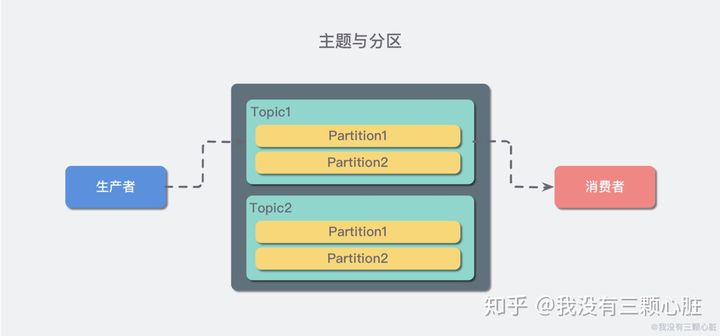 主题与分区
Topic1
Partition1
Partition2
生产者
消费者
Topic2
Partition1
Partition2
知乎 @我没有三颗心脏
@我没有三颗心脏